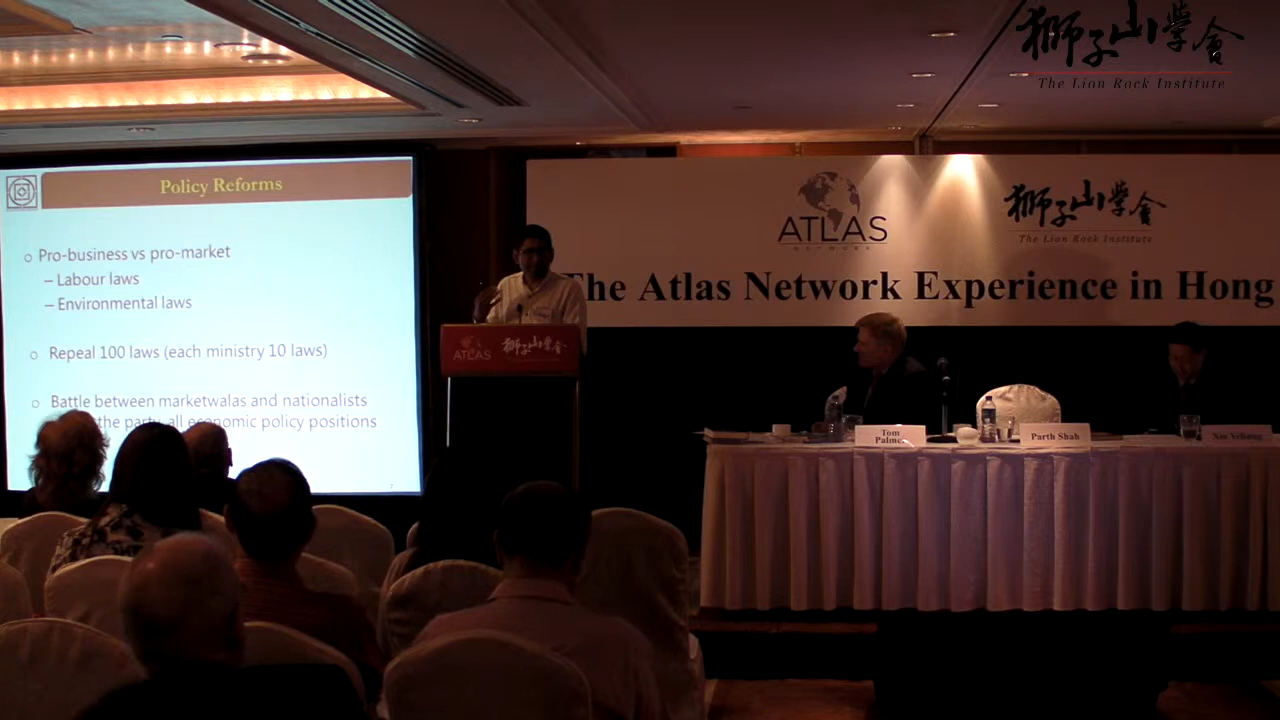 獅子山學會
The Lion Rock Institute
Policy Reforms
○ Pro-business vs pro-market
– Labour laws
– Environmental laws
○ Repeal 100 laws (each ministry 10 laws)
○ Battle between marketwalas and nationalists
the party, all economic policy positions
ATLAS
NETWORK
獅子山學會
The Lion Rock Institute
The Atlas Network Experience in Hong
ATLAS
獅子山學會
Tom
Parth Shah